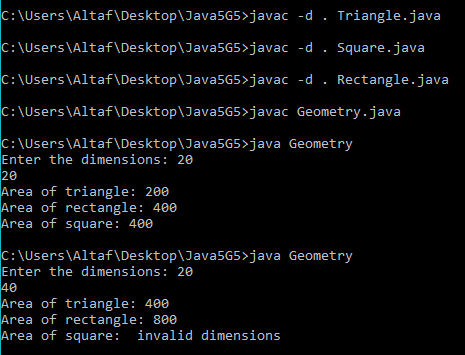 C:\Users\Altaf\Desktop\Java5G5>javac -d . Triangle.java
C:\Users\Altaf\Desktop\Java5G5>javac -d . Square.java
C:\Users\Altaf\Desktop\Java5G5>javac -d . Rectangle.java
C:\Users\Altaf\Desktop\Java5G5>javac Geometry.java
C:\Users\Altaf\Desktop\Java5G5>java Geometry
Enter the dimensions: 20
20
Area of triangle: 200
Area of rectangle: 400
Area of square: 400
C:\Users\Altaf\Desktop\Java5G5>java Geometry
Enter the dimensions: 20
40
Area of triangle: 400
Area of rectangle: 800
Area of square:  invalid dimensions